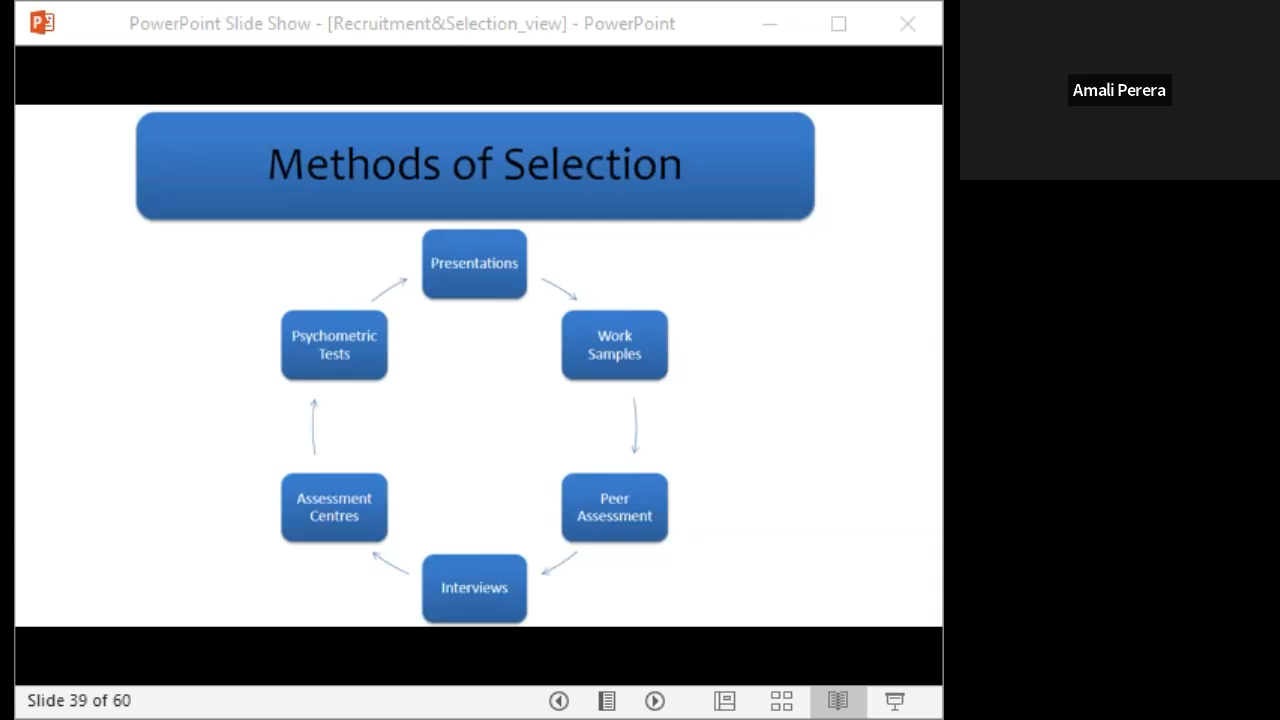 PowerPoint Slide Show - [Recruitment&Selection_view] - PowerPoint
Amali Perera
Methods of Selection
Presentations
Work
Samples
Peer
Assessment
Interviews
Assessment
Centres
Psychometric
Tests
Slide 39 of 60